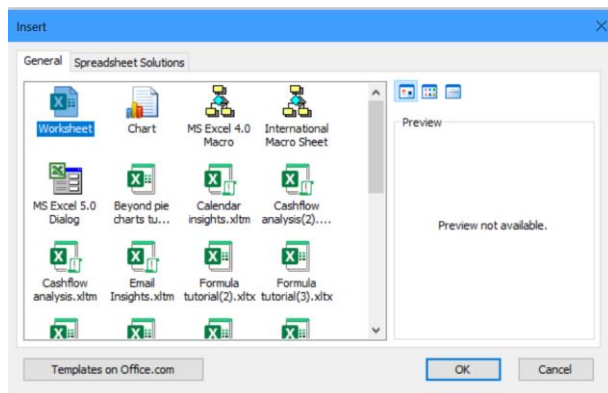 Insert
General Spreadsheet Solutions
Worksheet
Chart
MS Excel 4.0
Macro
International
Macro Sheet
Preview
MS Excel 5.0
Dialog
Beyond pie
charts tu...
Calendar
insights.xltm
Cashflow
analysis(2)....
Preview not available.
Cashflow
analysis.xltm
Email
Insights.xltm
Formula
tutorial(2).xltx
Formula
tutorial(3).xltx
Templates on Office.com
OK
Cancel